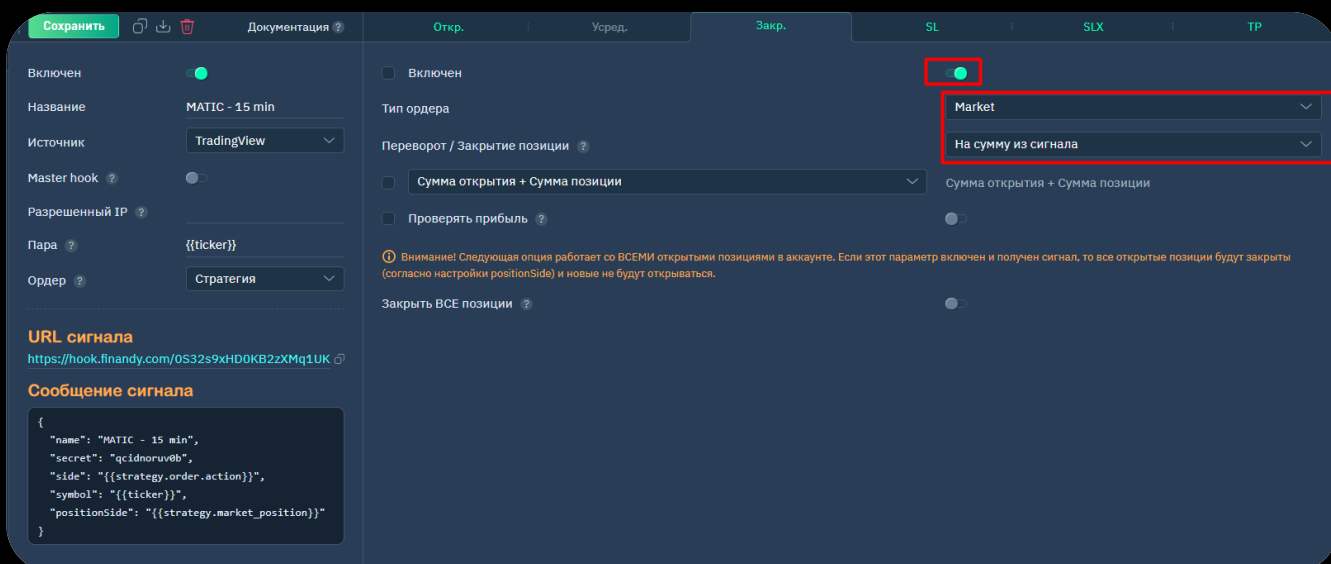 Сохранить
Документация ?
Откр.
Усред.
Закр.
SL
SLX
TP
Включен
Название
MATIC - 15 min
Источник
TradingView
Master hook ?
Разрешенный IP ?
Пара ?
{{ticker}}
Ордер ?
Стратегия
URL сигнала
https://hook.finandy.com/0S32s9xHD0KB2zXMq1UK
Сообщение сигнала
{
"name": "MATIC - 15 min",
"secret": "qcidnoruv0b",
"side": "{{strategy.order.action}}",
"symbol": "{{ticker}}",
"positionSide": "{{strategy.market_position}}"
}
Включен
Тип ордера
Market
Переворот / Закрытие позиции ?
На сумму из сигнала
Сумма открытия + Сумма позиции
Сумма открытия + Сумма позиции
Проверять прибыль ?
Внимание! Следующая опция работает со ВСЕМИ открытыми позициями в аккаунте. Если этот параметр включен и получен сигнал, то все открытые позиции будут закрыты
(согласно настройки positionSide) и новые не будут открываться.
Закрыть ВСЕ позиции ?